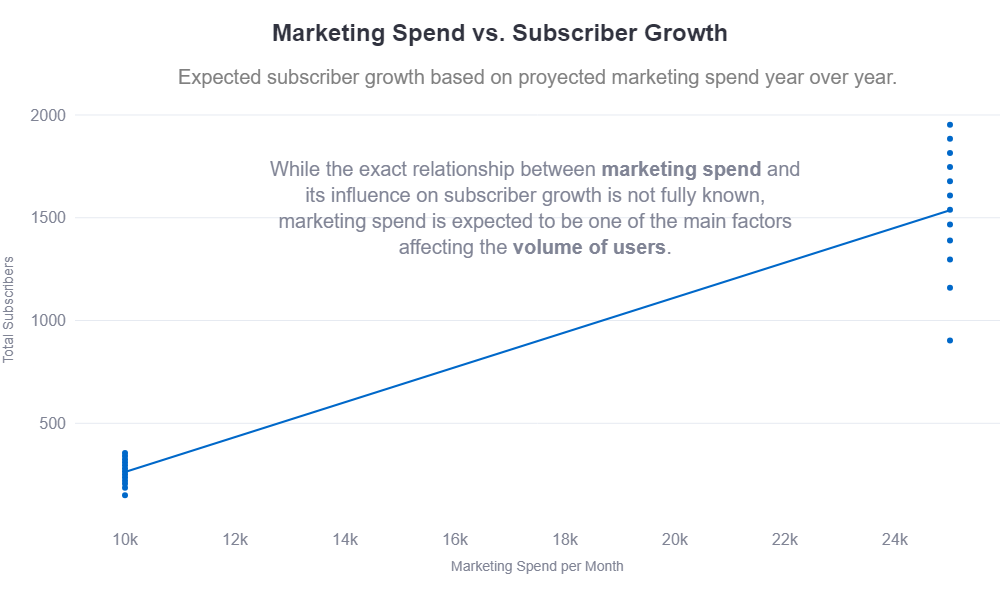 Marketing Spend vs. Subscriber Growth
Expected subscriber growth based on proyected marketing spend year over year.
2000
While the exact relationship between marketing spend and
its influence on subscriber growth is not fully known,
1500
marketing spend is expected to be one of the main factors
affecting the volume of users.
Total Subscribers
1000
500
10k 12k 14k 16k 18k 20k 22k 24k
Marketing Spend per Month